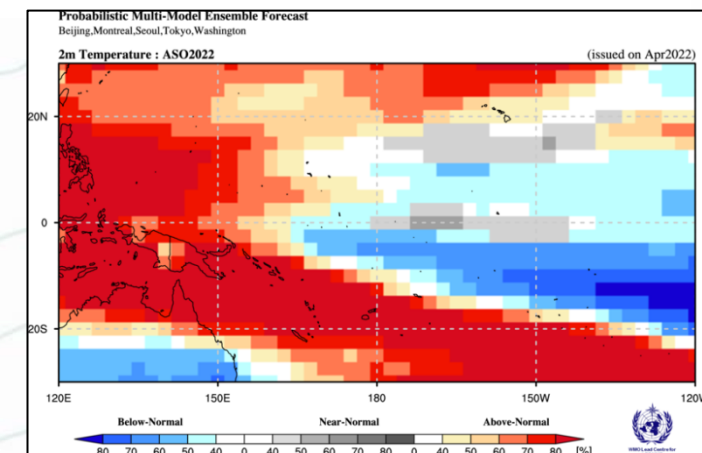 Probabilistic Multi-Model Ensemble Forecast
Beijing,Montreal,Seoul,Tokyo,Washington
2m Temperature : ASO2022 (issued on Apr2022)
20N
0
20S
120E 150E 180 150W 120W
Below-Normal Near-Normal Above-Normal
80 70 60 50 40 0 40 50 60 70 80 0 40 50 60 70 80 [%]
WMO Lead Centre for